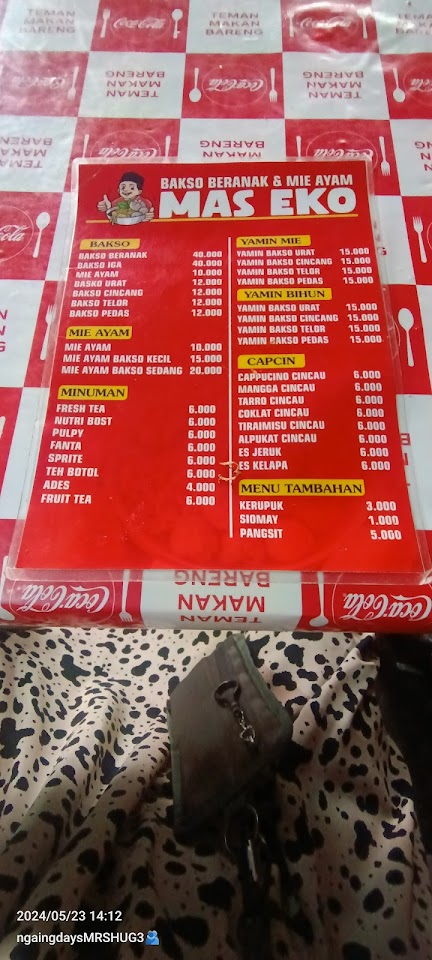 TEMAN
MAKAN
BARENG
Coca-Cola
BAKSO BERANAK & MIE AYAM
MAS EKO
BAKSO
BAKSO BERANAK 40.000
BAKSO IGA 40.000
MIE AYAM 10.000
BASKO URAT 12.000
BAKSO CINCANG 12.000
BAKSO TELOR 12.000
BAKSO PEDAS 12.000
MIE AYAM
MIE AYAM 10.000
MIE AYAM BAKSO KECIL 15.000
MIE AYAM BAKSO SEDANG 20.000
MINUMAN
FRESH TEA 6.000
NUTRI BOST 6.000
PULPY 6.000
FANTA 6.000
SPRITE 6.000
TEH BOTOL 6.000
ADES 4.000
FRUIT TEA 6.000
YAMIN MIE
YAMIN BAKSO URAT 15.000
YAMIN BAKSO CINCANG 15.000
YAMIN BAKSO TELOR 15.000
YAMIN BAKSO PEDAS 15.000
YAMIN BIHUN
YAMIN BAKSO URAT 15.000
YAMIN BAKSO CINCANG 15.000
YAMIN BAKSO TELOR 15.000
YAMIN BAKSO PEDAS 15.000
CAPCIN
CAPPUCINO CINCAU 6.000
MANGGA CINCAU 6.000
TARRO CINCAU 6.000
COKLAT CINCAU 6.000
TIRAIMISU CINCAU 6.000
ALPUKAT CINCAU 6.000
ES JERUK 6.000
ES KELAPA 6.000
MENU TAMBAHAN
KERUPUK 3.000
SIOMAY 1.000
PANGSIT 5.000
Coca-Cola
TEMAN
MAKAN
BARENG
Coca-Cola
2024/05/23 14:12
ngaingdaysMRSHUG3🫂